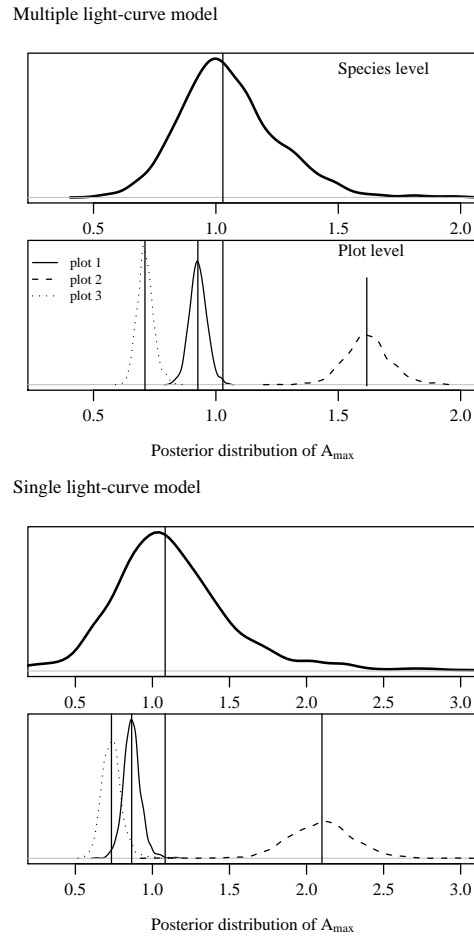 Multiple light-curve model
Species level
0.5 1.0 1.5 2.0
Plot level
plot 1
plot 2
plot 3
0.5 1.0 1.5 2.0
Posterior distribution of Amax
Single light-curve model
0.5 1.0 1.5 2.0 2.5 3.0
0.5 1.0 1.5 2.0 2.5 3.0
Posterior distribution of Amax